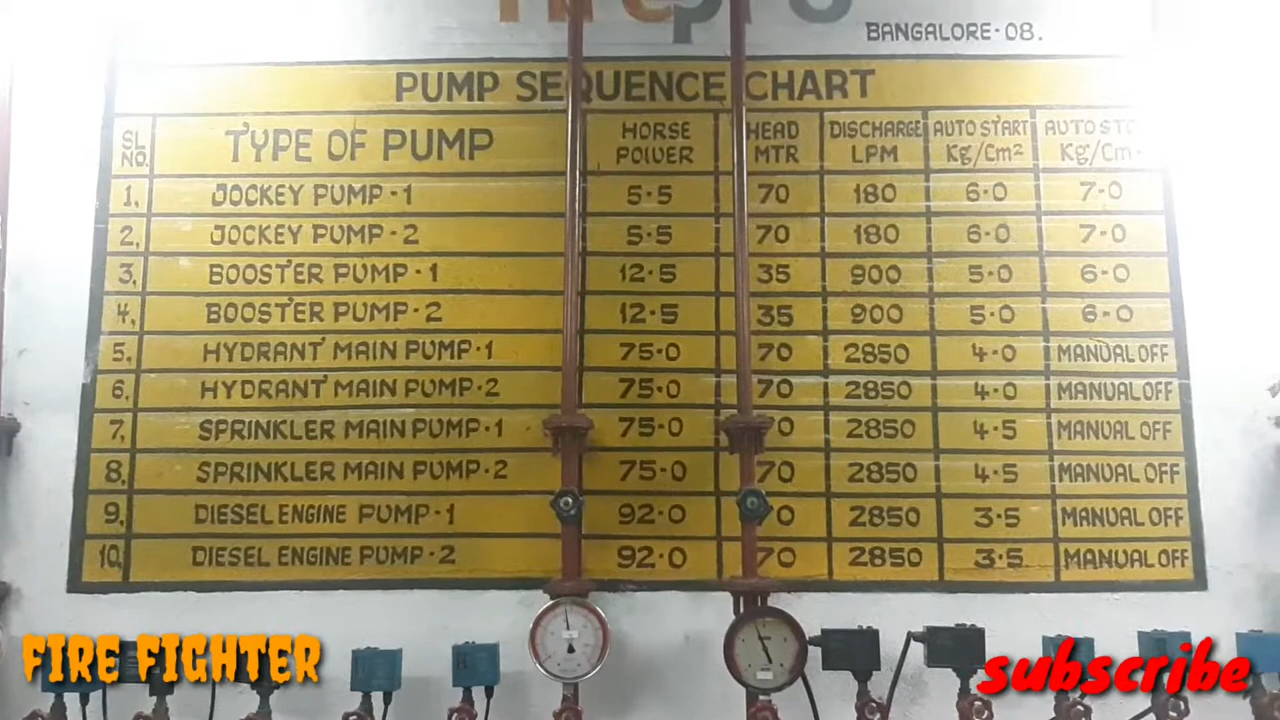 BANGALORE-08.
PUMP SEQUENCE CHART
SL NO. TYPE OF PUMP HORSE POWER HEAD MTR DISCHARGE LPM AUTO START Kg/Cm²
1, JOCKEY PUMP-1 5.5 70 180 6.0 7-0
2, JOCKEY PUMP-2 5.5 70 180 6.0 7-0
3, BOOSTER PUMP-1 12.5 35 900 5.0 6-0
4, BOOSTER PUMP-2 12.5 35 900 5.0 6-0
5, HYDRANT MAIN PUMP-1 75.0 70 2850 4.0 MANUAL OFF
6, HYDRANT MAIN PUMP-2 75.0 70 2850 4.0 MANUAL OFF
7, SPRINKLER MAIN PUMP-1 75.0 2850 4.5 MANUAL OFF
8, SPRINKLER MAIN PUMP-2 75.0 70 2850 4.5 MANUAL OFF
9, DIESEL ENGINE PUMP-1 92.0 2850 3.5 MANUAL OFF
10, DIESEL ENGINE PUMP-2 92.0 70 2850 3.5 MANUAL OFF
FIRE FIGHTER
subscribe